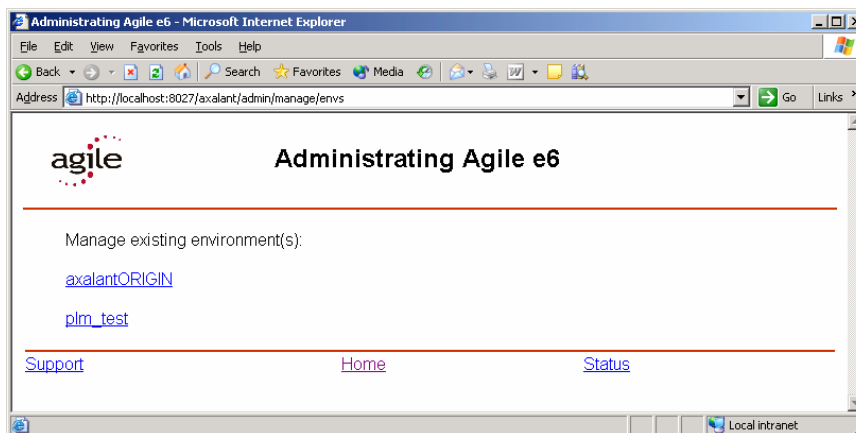 Administrating Agile e6 - Microsoft Internet Explorer
File Edit View Favorites Tools Help
Back Search Favorites Media
Address http://localhost:8027/axalant/admin/manage/envs Go Links
agile Administrating Agile e6
Manage existing environment(s):
axalantORIGIN
plm_test
Support Home Status
Local intranet